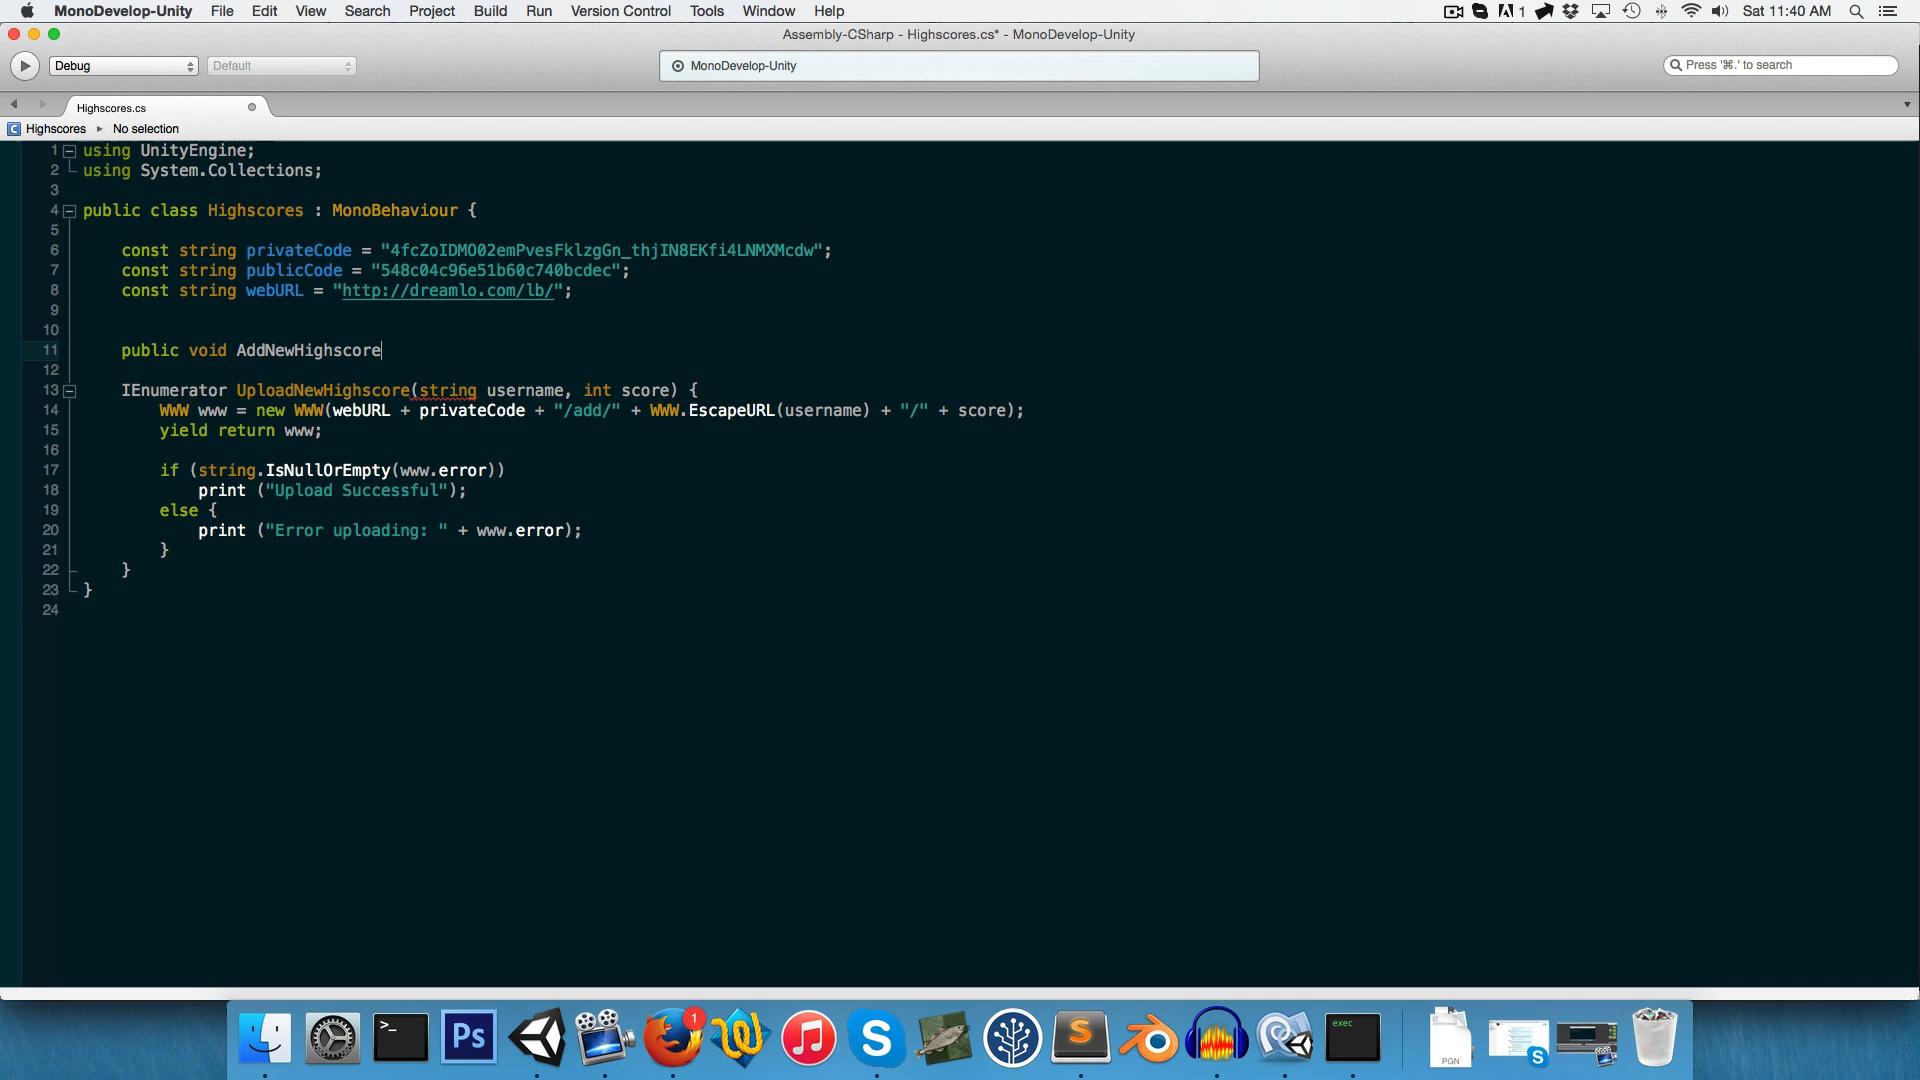 MonoDevelop-Unity File Edit View Search Project Build Run Version Control Tools Window Help 1 Sat 11:40 AM
Assembly-CSharp - Highscores.cs* - MonoDevelop-Unity
Debug Default MonoDevelop-Unity Press '⌘.' to search
Highscores.cs
C Highscores ▸ No selection
1 using UnityEngine;
2 using System.Collections;
3
4 public class Highscores : MonoBehaviour {
5
6 const string privateCode = "4fcZoIDMO02emPvesFklzgGn_thjIN8EKfi4LNMXMcdw";
7 const string publicCode = "548c04c96e51b60c740bcdec";
8 const string webURL = "http://dreamlo.com/lb/";
9
10
11 public void AddNewHighscore
12
13 IEnumerator UploadNewHighscore(string username, int score) {
14 WWW www = new WWW(webURL + privateCode + "/add/" + WWW.EscapeURL(username) + "/" + score);
15 yield return www;
16
17 if (string.IsNullOrEmpty(www.error))
18 print ("Upload Successful");
19 else {
20 print ("Error uploading: " + www.error);
21 }
22 }
23 }
24
>_ Ps 1 S S exec PGN S